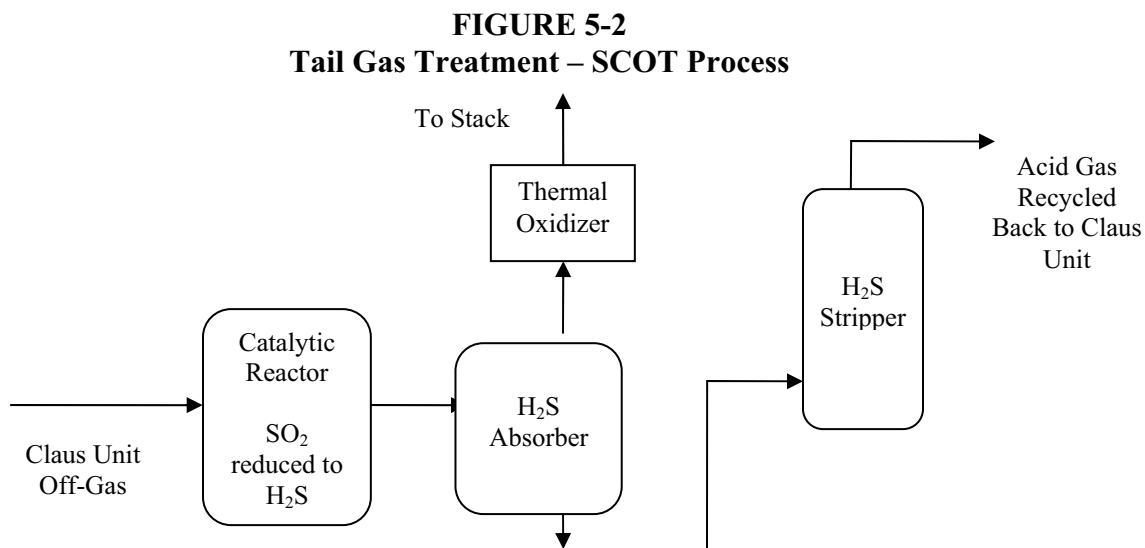 FIGURE 5-2
Tail Gas Treatment – SCOT Process
To Stack
Thermal
Oxidizer
Acid Gas
Recycled
Back to Claus
Unit
H₂S
Stripper
Catalytic
Reactor
SO₂
reduced to
H₂S
H₂S
Absorber
Claus Unit
Off-Gas